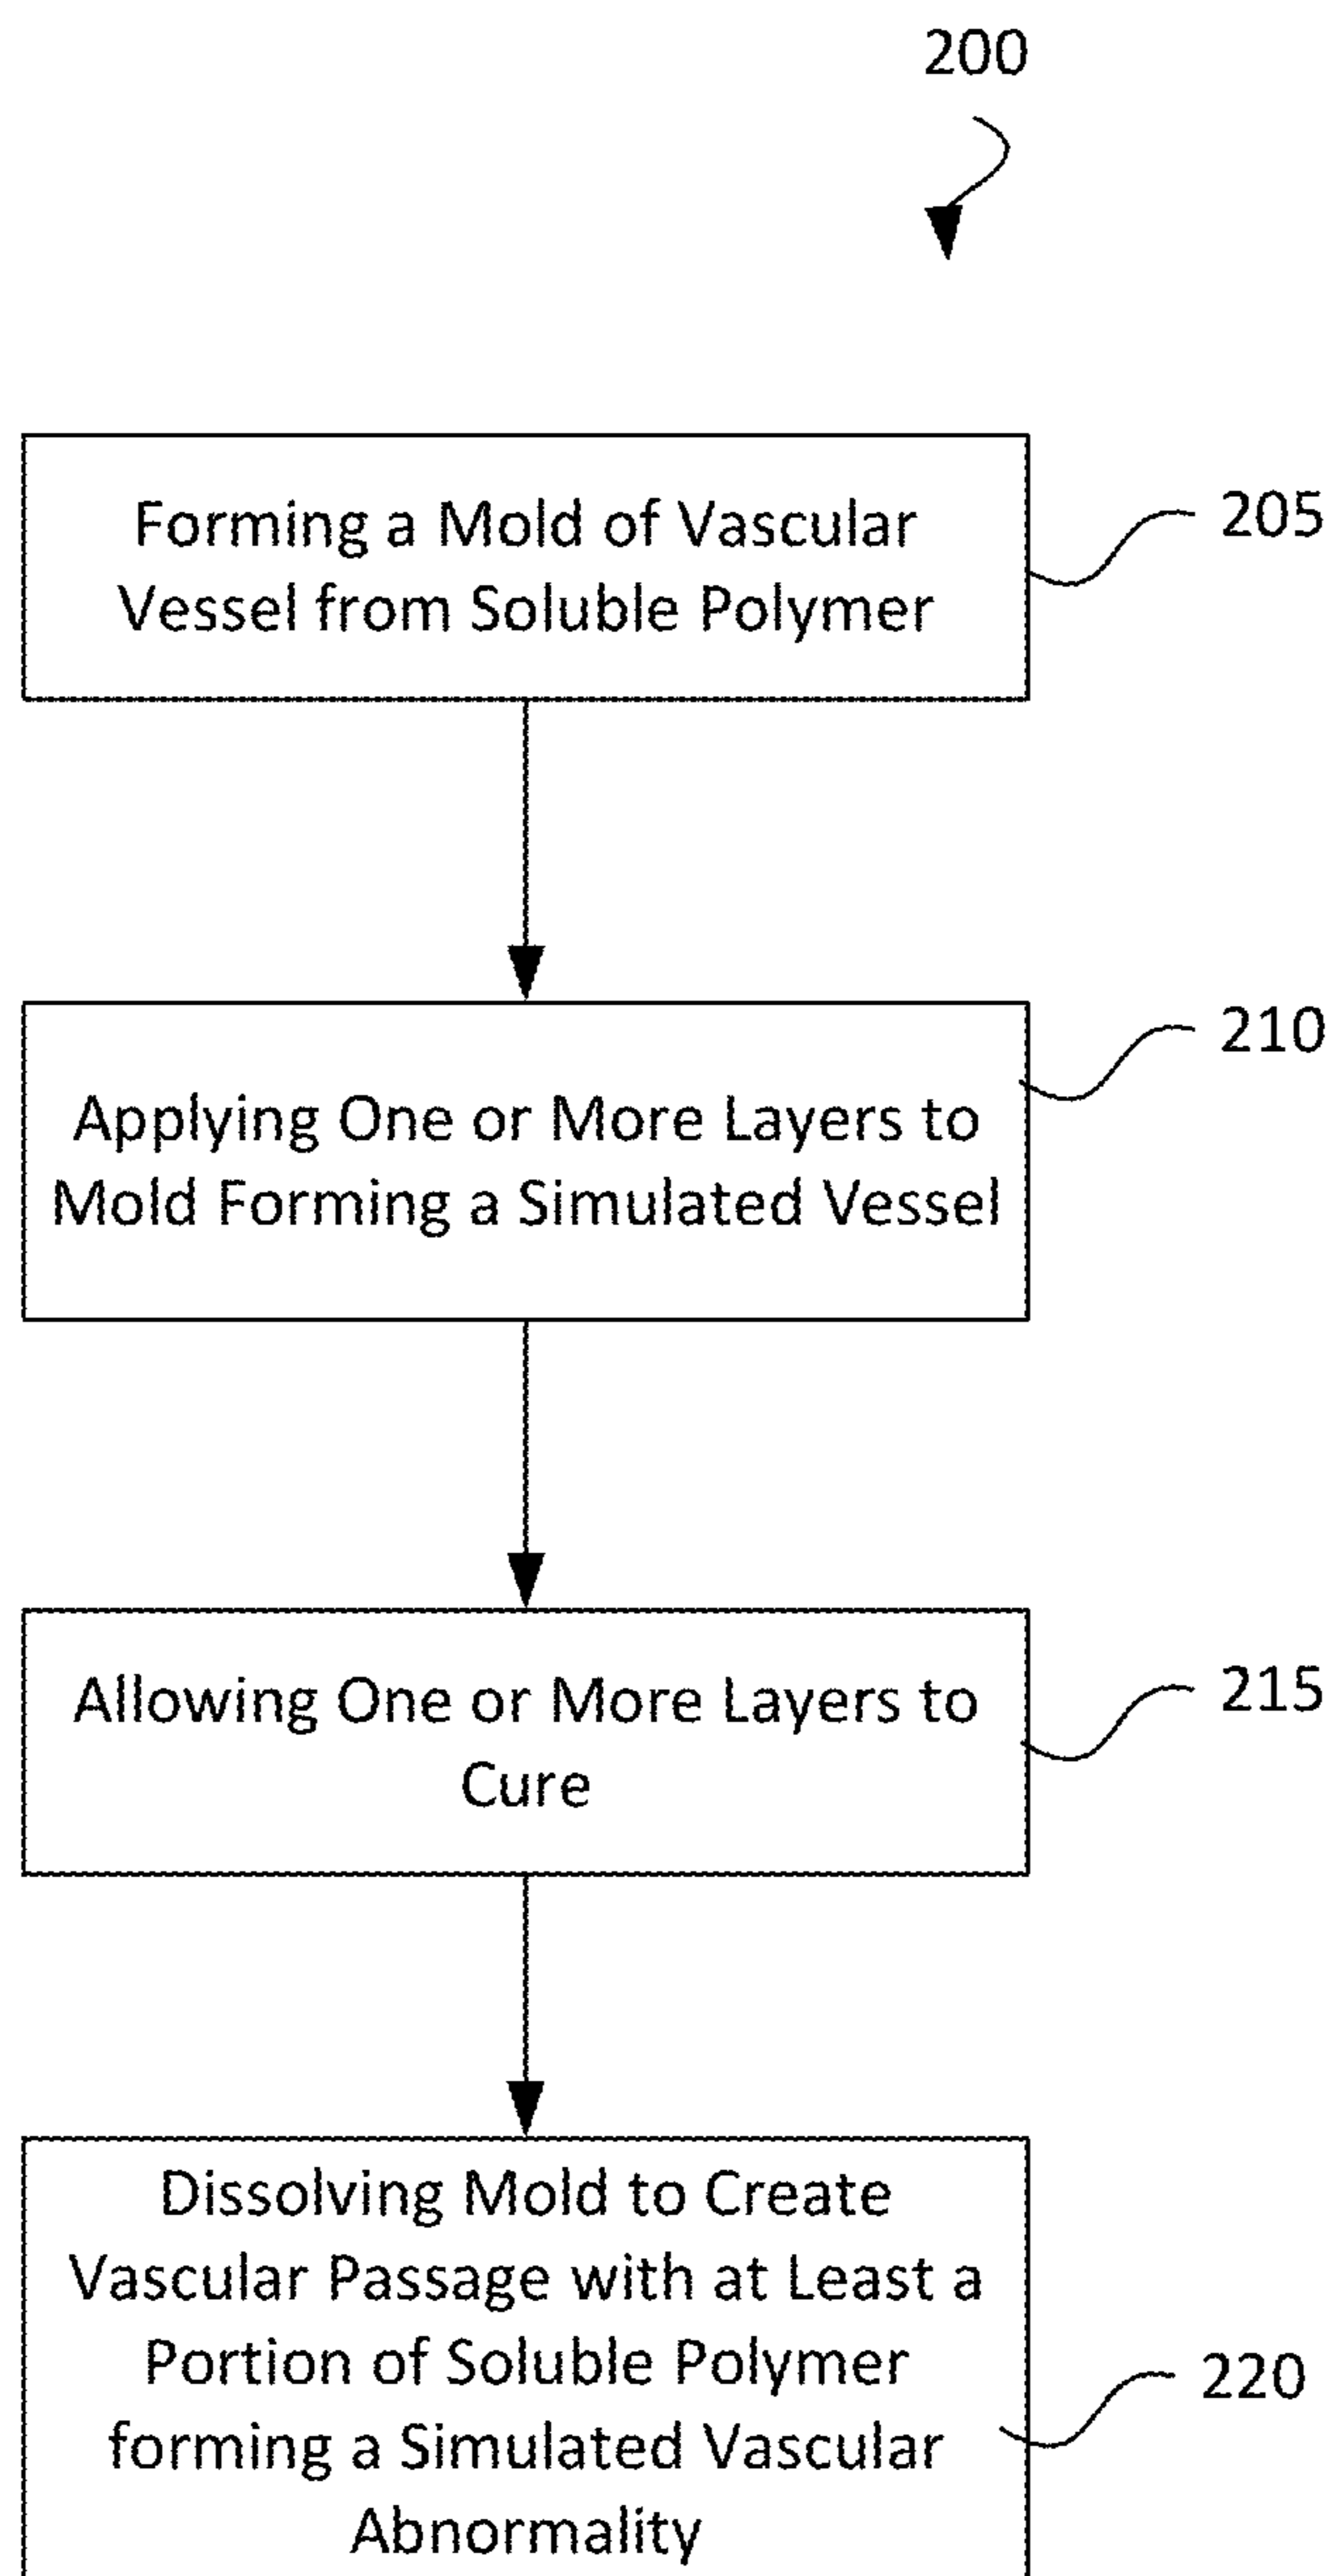 200
Forming a Mold of Vascular
Vessel from Soluble Polymer
205
Applying One or More Layers to
Mold Forming a Simulated Vessel
210
Allowing One or More Layers to
Cure
215
Dissolving Mold to Create
Vascular Passage with at Least a
Portion of Soluble Polymer
forming a Simulated Vascular
Abnormality
220